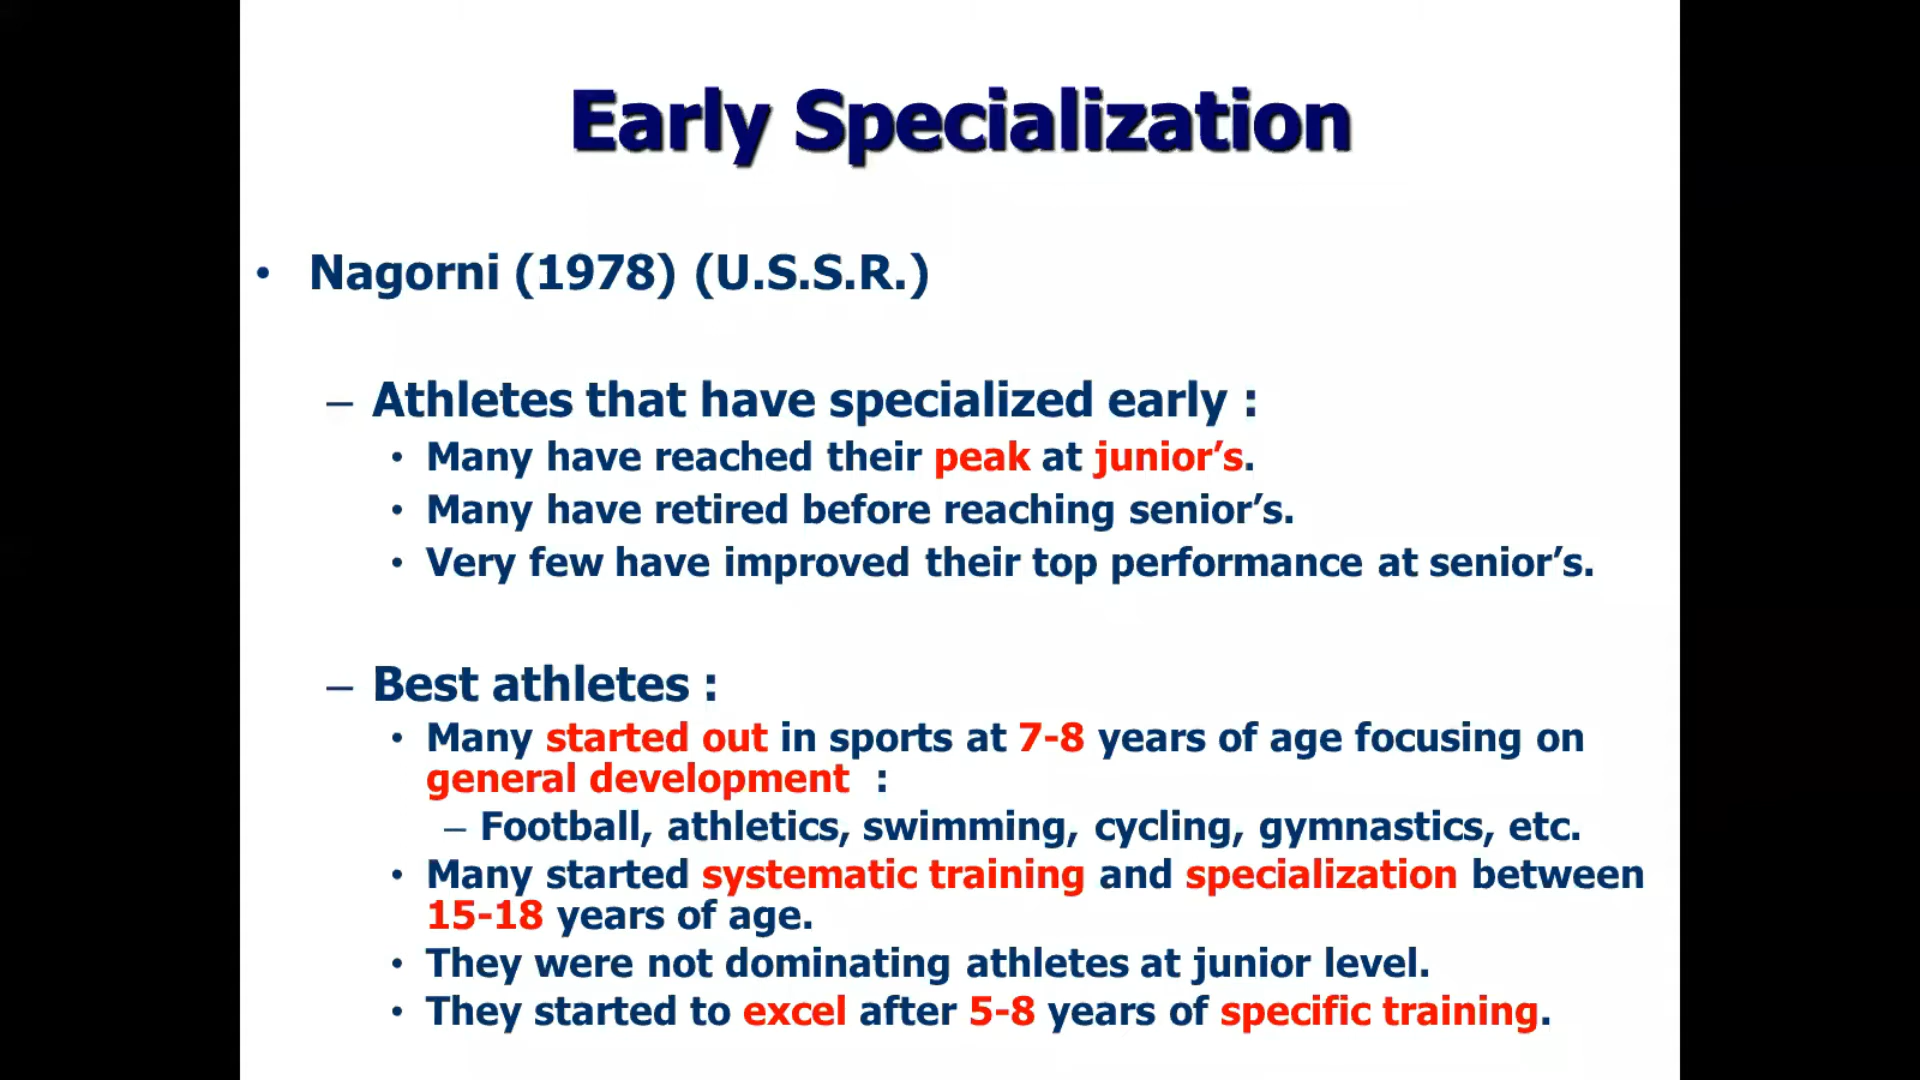 Early Specialization
• Nagorni (1978) (U.S.S.R.)
– Athletes that have specialized early :
• Many have reached their peak at junior’s.
• Many have retired before reaching senior’s.
• Very few have improved their top performance at senior’s.
– Best athletes :
• Many started out in sports at 7-8 years of age focusing on
general development :
– Football, athletics, swimming, cycling, gymnastics, etc.
• Many started systematic training and specialization between
15-18 years of age.
• They were not dominating athletes at junior level.
• They started to excel after 5-8 years of specific training.